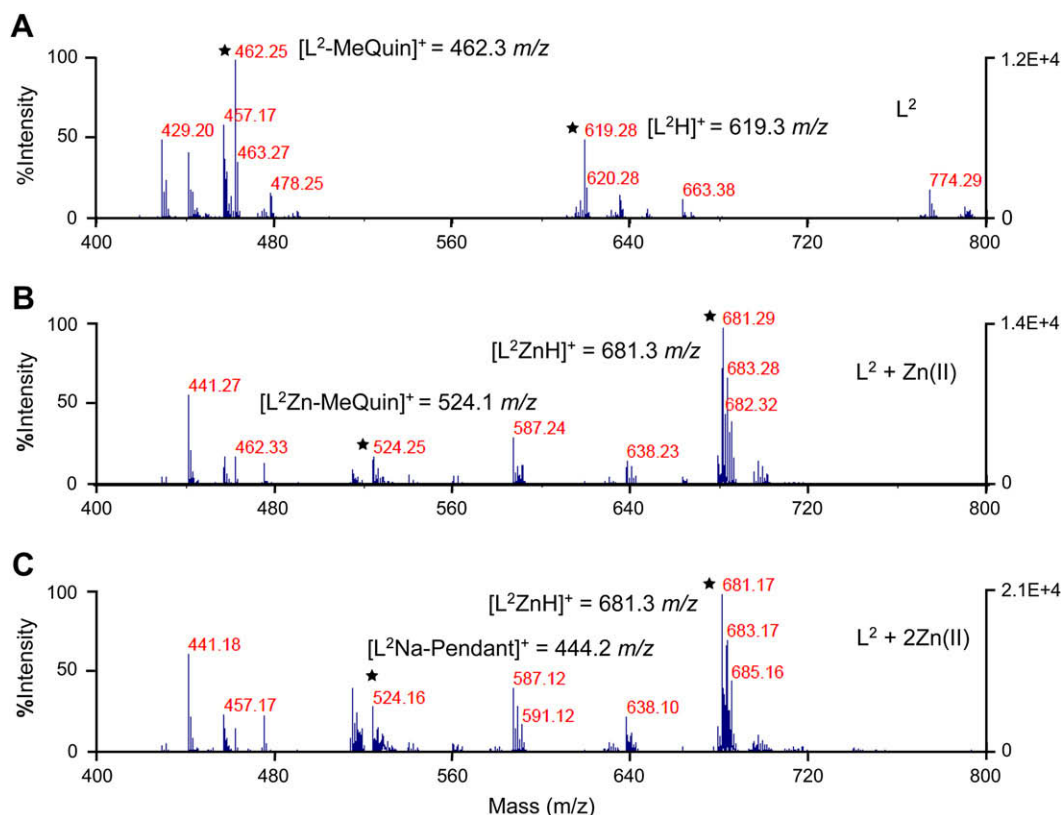 A
[L²-MeQuin]⁺ = 462.3 m/z
100
462.25
1.2E+4
%Intensity
457.17
[L²H]⁺ = 619.3 m/z
L²
50
429.20
463.27
619.28
478.25
620.28
663.38
774.29
0
0
400
480
560
640
720
800
B
100
681.29
1.4E+4
[L²ZnH]⁺ = 681.3 m/z
%Intensity
441.27
[L²Zn-MeQuin]⁺ = 524.1 m/z
683.28
L² + Zn(II)
50
682.32
462.33
524.25
587.24
638.23
0
0
400
480
560
640
720
800
C
100
681.17
2.1E+4
[L²ZnH]⁺ = 681.3 m/z
%Intensity
441.18
[L²Na-Pendant]⁺ = 444.2 m/z
683.17
L² + 2Zn(II)
50
587.12
685.16
457.17
524.16
591.12
638.10
0
0
400
480
560
640
720
800
Mass (m/z)